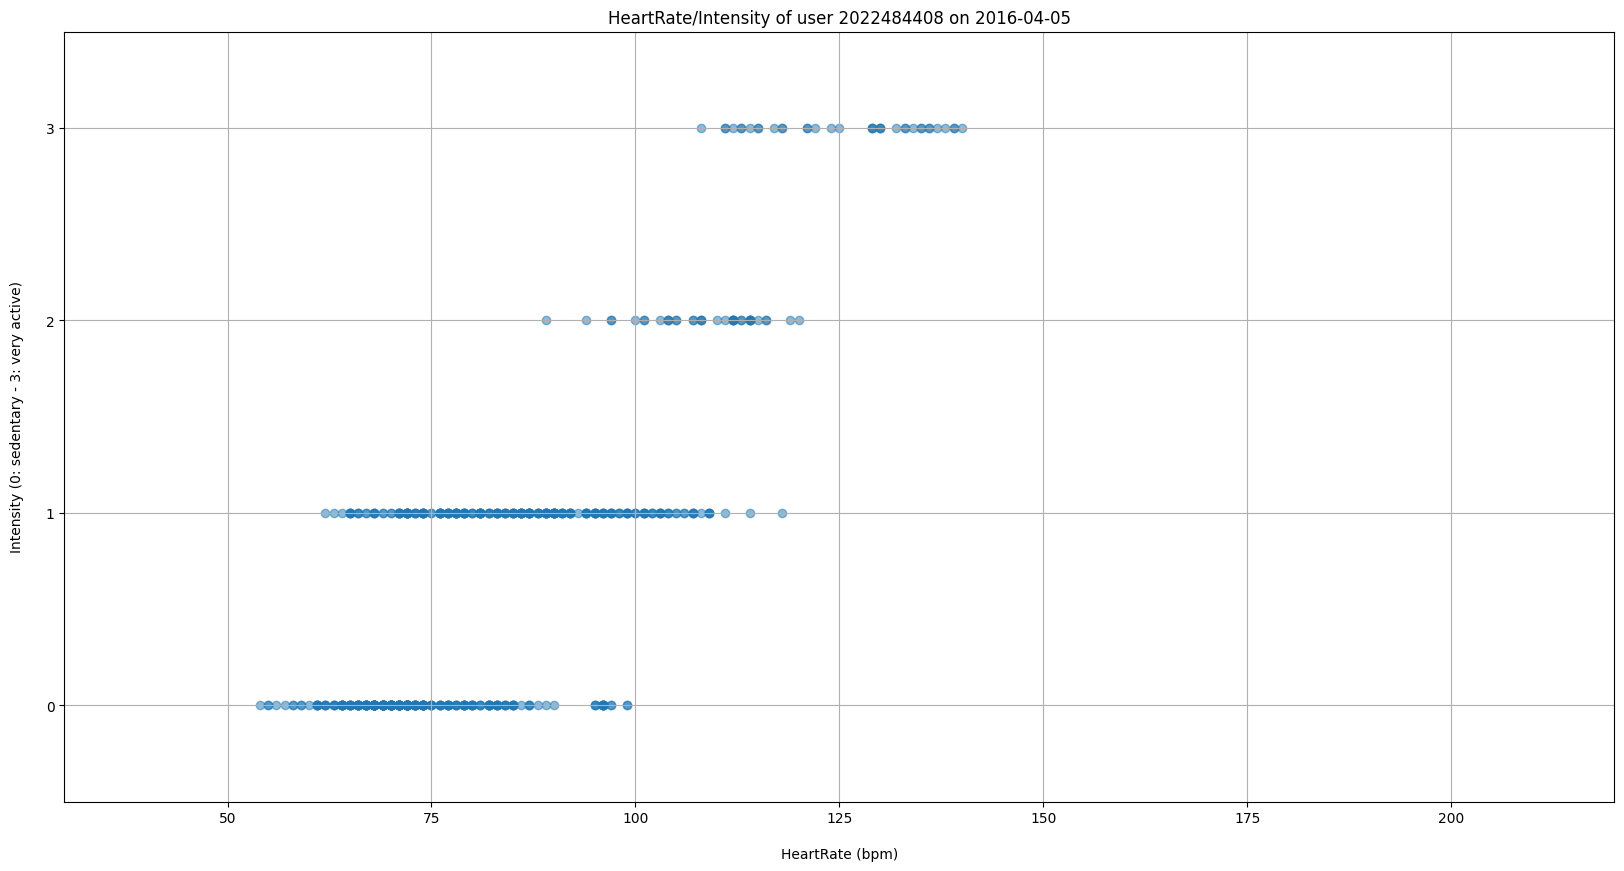 HeartRate/Intensity of user 2022484408 on 2016-04-05
Intensity (0: sedentary - 3: very active)
3
2
1
0
50 75 100 125 150 175 200
HeartRate (bpm)